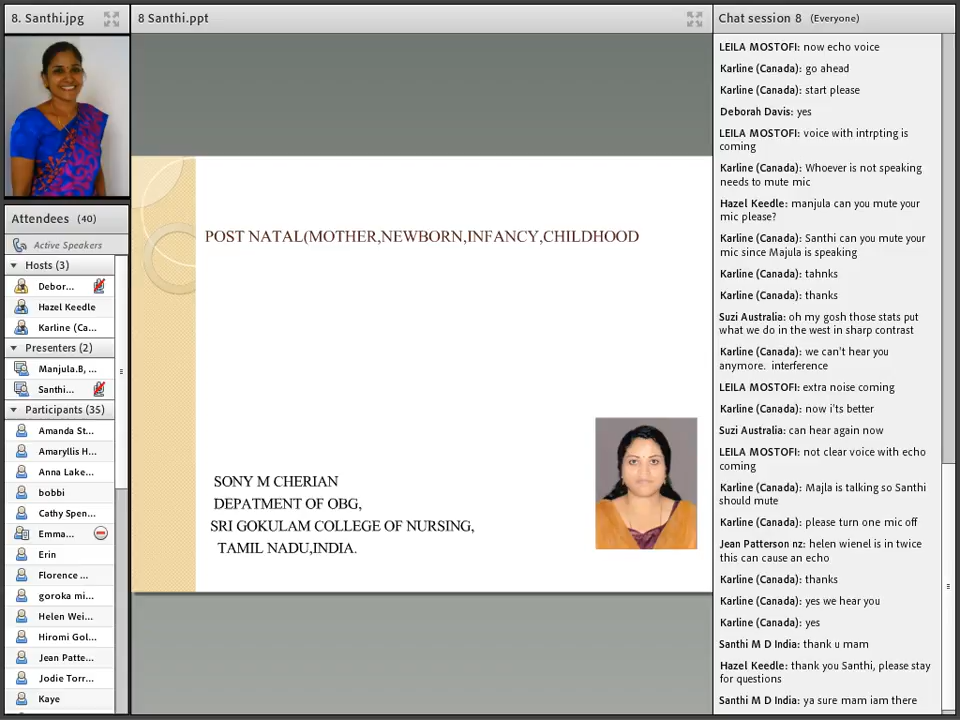 8. Santhi.jpg
Attendees (40)
Active Speakers
Hosts (3)
Debor...
Hazel Keedle
Karline (Ca...
Presenters (2)
Manjula.B, ...
Santhi...
Participants (35)
Amanda St...
Amaryllis H...
Anna Lake...
bobbi
Cathy Spen...
Emma...
Erin
Florence ...
goroka mi...
Helen Wei...
Hiromi Gol...
Jean Patte...
Jodie Torr...
Kaye
8 Santhi.ppt
POST NATAL(MOTHER,NEWBORN,INFANCY,CHILDHOOD
SONY M CHERIAN
DEPATMENT OF OBG,
SRI GOKULAM COLLEGE OF NURSING,
TAMIL NADU,INDIA.
Chat session 8 (Everyone)
LEILA MOSTOFI: now echo voice
Karline (Canada): go ahead
Karline (Canada): start please
Deborah Davis: yes
LEILA MOSTOFI: voice with intrpting is
coming
Karline (Canada): Whoever is not speaking
needs to mute mic
Hazel Keedle: manjula can you mute your
mic please?
Karline (Canada): Santhi can you mute your
mic since Majula is speaking
Karline (Canada): tahnks
Karline (Canada): thanks
Suzi Australia: oh my gosh those stats put
what we do in the west in sharp contrast
Karline (Canada): we can't hear you
anymore. interference
LEILA MOSTOFI: extra noise coming
Karline (Canada): now i'ts better
Suzi Australia: can hear again now
LEILA MOSTOFI: not clear voice with echo
coming
Karline (Canada): Majla is talking so Santhi
should mute
Karline (Canada): please turn one mic off
Jean Patterson nz: helen wienel is in twice
this can cause an echo
Karline (Canada): thanks
Karline (Canada): yes we hear you
Karline (Canada): yes
Santhi M D India: thank u mam
Hazel Keedle: thank you Santhi, please stay
for questions
Santhi M D India: ya sure mam iam there